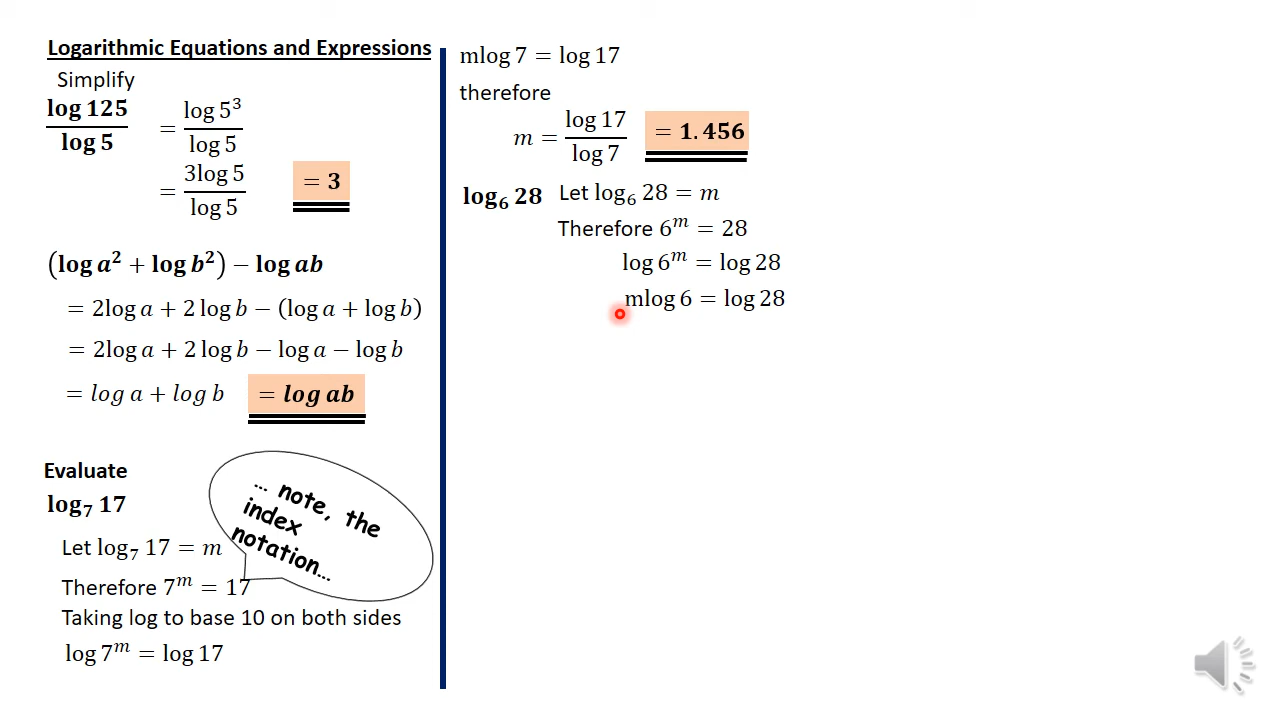 Logarithmic Equations and Expressions
Simplify
log 125 / log 5 = log 5³ / log 5
= 3log 5 / log 5 = 3
(log a² + log b²) − log ab
= 2log a + 2 log b − (log a + log b)
= 2log a + 2 log b − log a − log b
= log a + log b = log ab
Evaluate
log₇ 17
... note, the
index
notation...
Let log₇ 17 = m
Therefore 7ᵐ = 17
Taking log to base 10 on both sides
log 7ᵐ = log 17
mlog 7 = log 17
therefore
m = log 17 / log 7 = 1.456
log₆ 28 Let log₆ 28 = m
Therefore 6ᵐ = 28
log 6ᵐ = log 28
mlog 6 = log 28